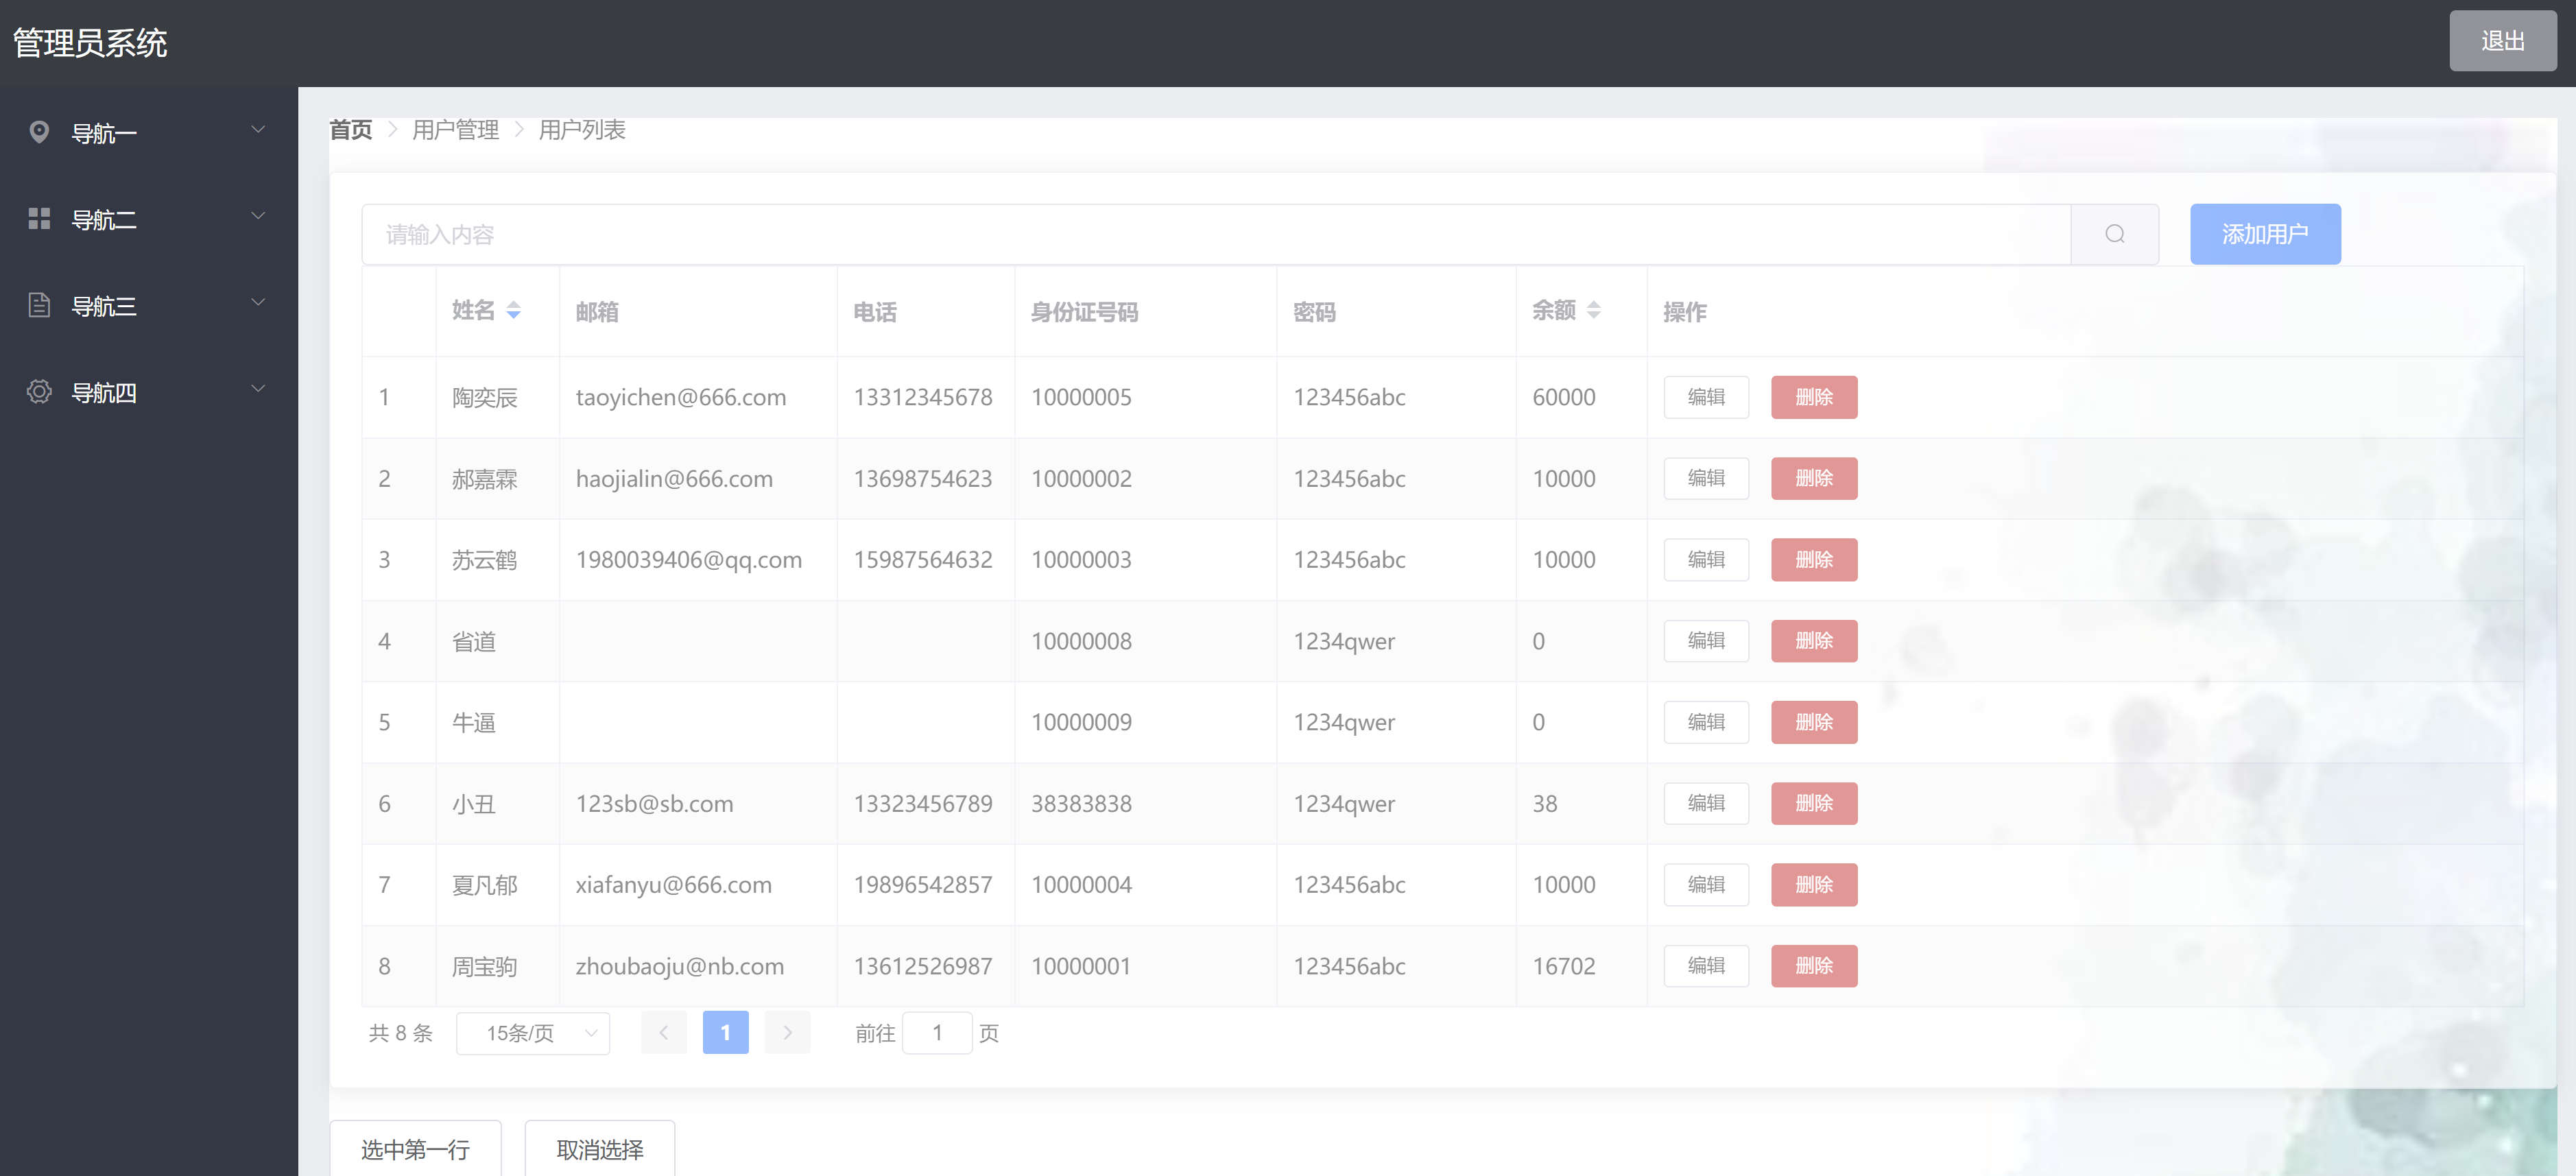 管理员系统
退出
导航一
导航二
导航三
导航四
首页 用户管理 用户列表
请输入内容
添加用户
姓名 邮箱 电话 身份证号码 密码 余额 操作
1 陶奕辰 taoyichen@666.com 13312345678 10000005 123456abc 60000 编辑 删除
2 郝嘉霖 haojialin@666.com 13698754623 10000002 123456abc 10000 编辑 删除
3 苏云鹤 1980039406@qq.com 15987564632 10000003 123456abc 10000 编辑 删除
4 省道 10000008 1234qwer 0 编辑 删除
5 牛逼 10000009 1234qwer 0 编辑 删除
6 小丑 123sb@sb.com 13323456789 38383838 1234qwer 38 编辑 删除
7 夏凡郁 xiafanyu@666.com 19896542857 10000004 123456abc 10000 编辑 删除
8 周宝驹 zhoubaoju@nb.com 13612526987 10000001 123456abc 16702 编辑 删除
共 8 条 15条/页 1 前往 1 页
选中第一行 取消选择